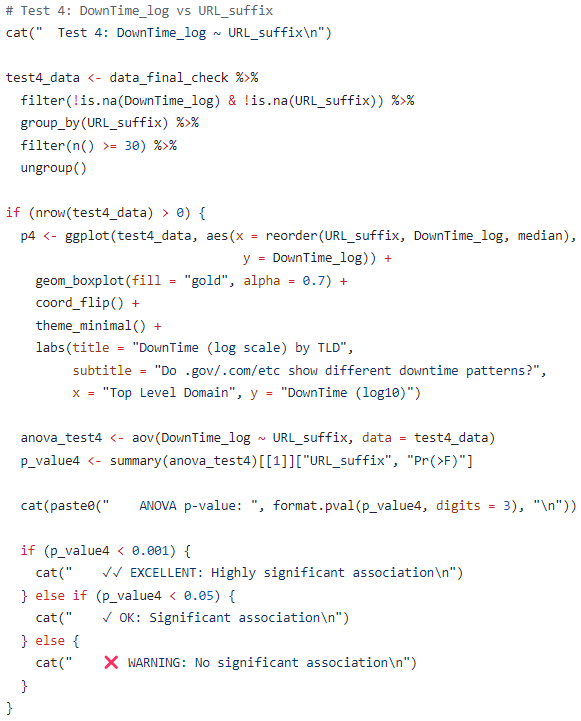 # Test 4: DownTime_log vs URL_suffix
cat("  Test 4: DownTime_log ~ URL_suffix\n")

test4_data <- data_final_check %>%
  filter(!is.na(DownTime_log) & !is.na(URL_suffix)) %>%
  group_by(URL_suffix) %>%
  filter(n() >= 30) %>%
  ungroup()

if (nrow(test4_data) > 0) {
  p4 <- ggplot(test4_data, aes(x = reorder(URL_suffix, DownTime_log, median),
                               y = DownTime_log)) +
    geom_boxplot(fill = "gold", alpha = 0.7) +
    coord_flip() +
    theme_minimal() +
    labs(title = "DownTime (log scale) by TLD",
         subtitle = "Do .gov/.com/etc show different downtime patterns?",
         x = "Top Level Domain", y = "DownTime (log10)")

  anova_test4 <- aov(DownTime_log ~ URL_suffix, data = test4_data)
  p_value4 <- summary(anova_test4)[[1]]["URL_suffix", "Pr(>F)"]

  cat(paste0("    ANOVA p-value: ", format.pval(p_value4, digits = 3), "\n"))

  if (p_value4 < 0.001) {
    cat("    ✓✓ EXCELLENT: Highly significant association\n")
  } else if (p_value4 < 0.05) {
    cat("    ✓ OK: Significant association\n")
  } else {
    cat("    ❌ WARNING: No significant association\n")
  }
}